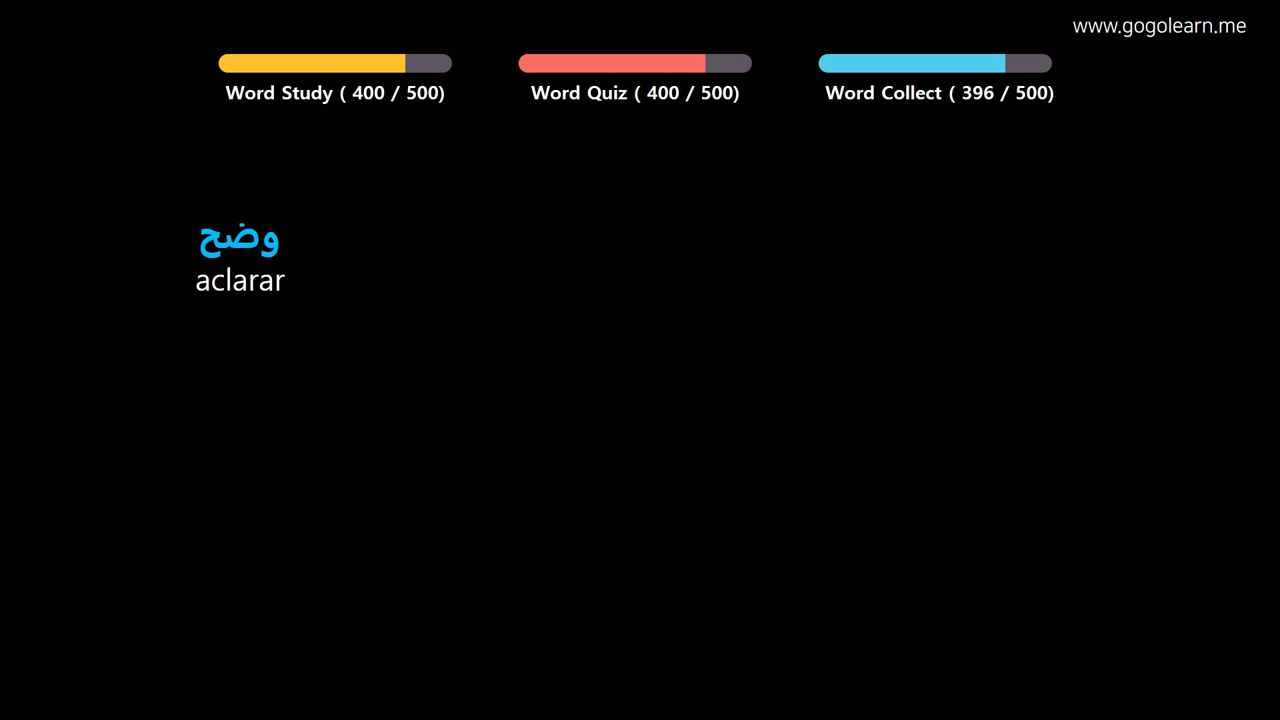 www.gogolearn.me
Word Study ( 400 / 500)
Word Quiz ( 400 / 500)
Word Collect ( 396 / 500)
وضح
aclarar